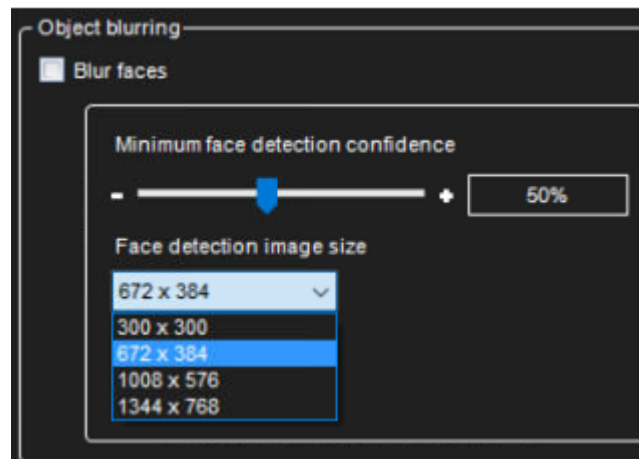 Object blurring
Blur faces
Minimum face detection confidence
- + 50%
Face detection image size
672 x 384
300 x 300
672 x 384
1008 x 576
1344 x 768